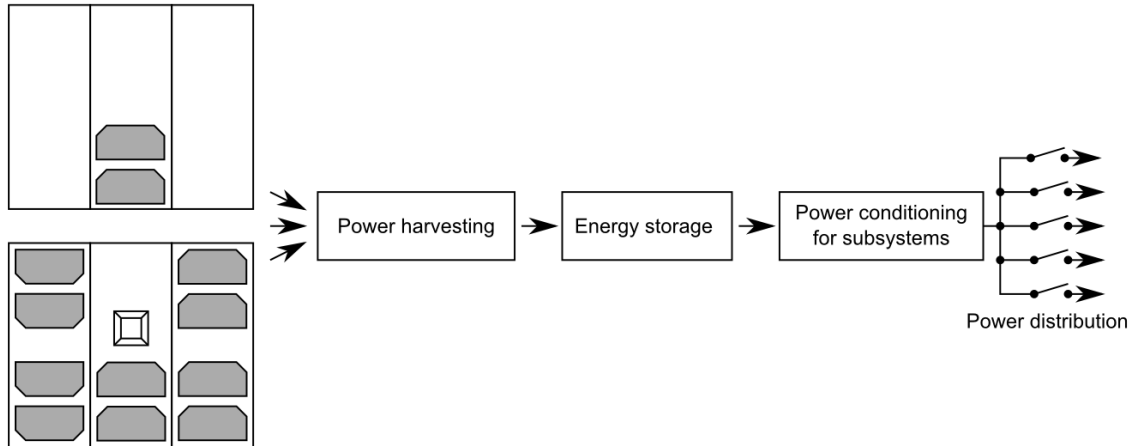 Power harvesting
Energy storage
Power conditioning
for subsystems
Power distribution